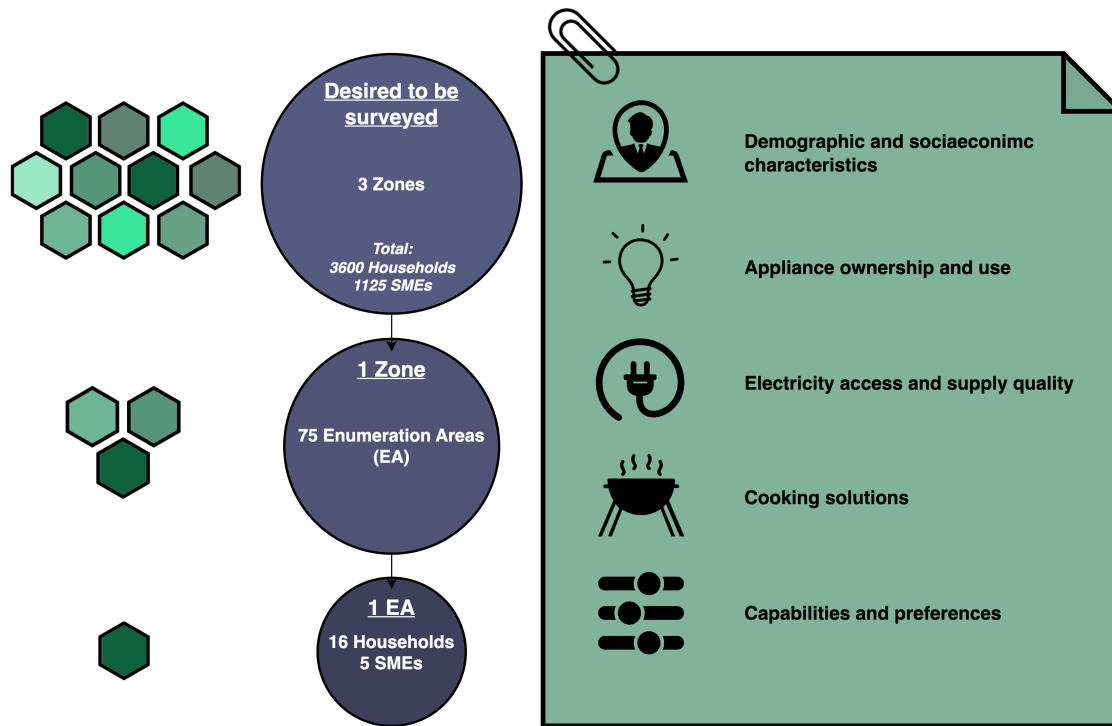 Desired to be
surveyed
3 Zones
Total:
3600 Households
1125 SMEs
1 Zone
75 Enumeration Areas
(EA)
1 EA
16 Households
5 SMEs
Demographic and sociaeconimc
characteristics
Appliance ownership and use
Electricity access and supply quality
Cooking solutions
Capabilities and preferences